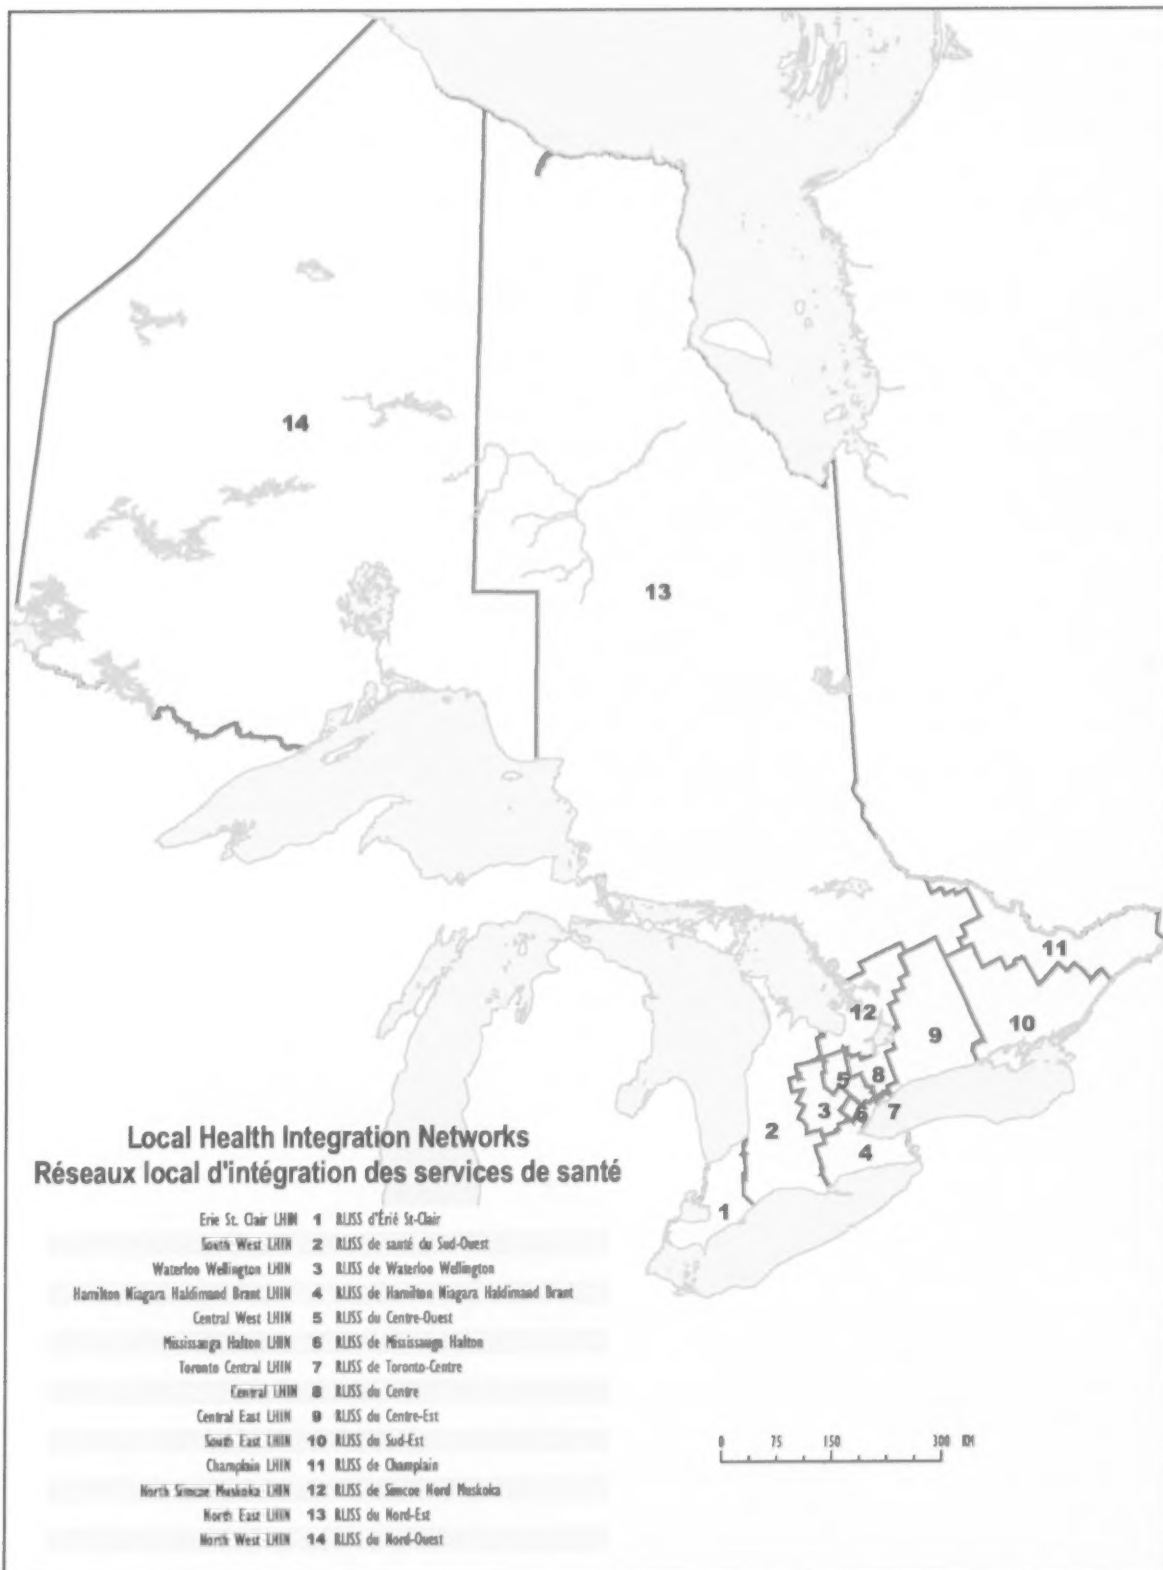 14
13
11
12
10
9
5
8
3
6
7
2
4
1
Local Health Integration Networks
Réseaux local d'intégration des services de santé
Erie St. Clair LHIN 1 RLISS d'Érié St-Clair
South West LHIN 2 RLISS de santé du Sud-Ouest
Waterloo Wellington LHIN 3 RLISS de Waterloo Wellington
Hamilton Niagara Haldimand Brant LHIN 4 RLISS de Hamilton Niagara Haldimand Brant
Central West LHIN 5 RLISS du Centre-Ouest
Mississauga Halton LHIN 6 RLISS de Mississauga Halton
Toronto Central LHIN 7 RLISS de Toronto-Centre
Central LHIN 8 RLISS du Centre
Central East LHIN 9 RLISS du Centre-Est
South East LHIN 10 RLISS du Sud-Est
Champlain LHIN 11 RLISS de Champlain
North Simcoe Muskoka LHIN 12 RLISS de Simcoe Nord Muskoka
North East LHIN 13 RLISS du Nord-Est
North West LHIN 14 RLISS du Nord-Ouest
0 75 150 300 KM